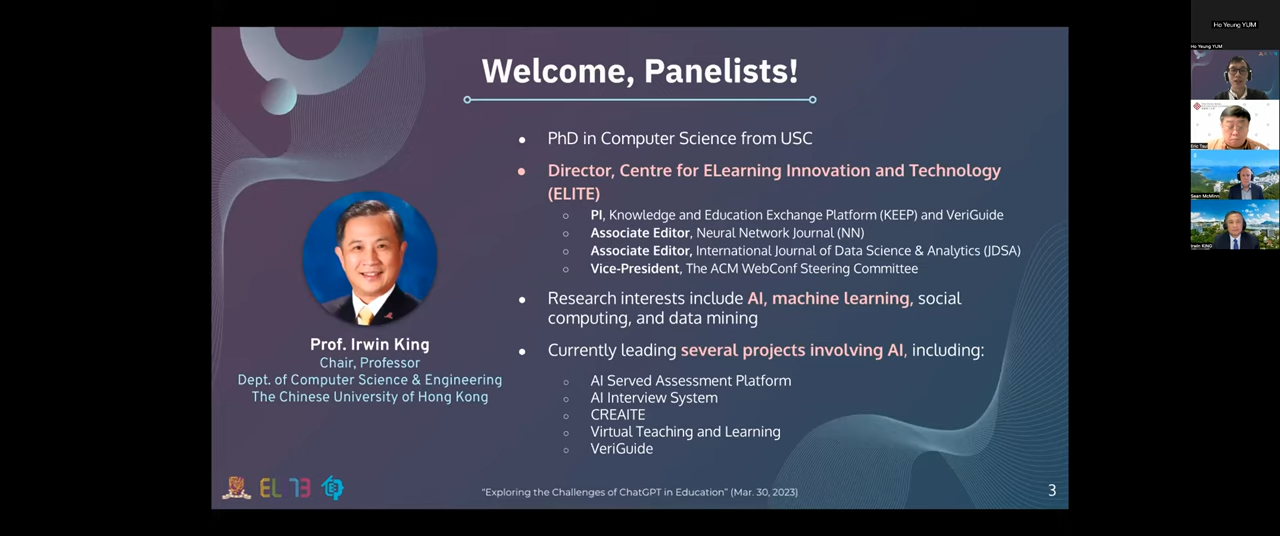 Welcome, Panelists!
PhD in Computer Science from USC
Director, Centre for ELearning Innovation and Technology
(ELITE)
PI, Knowledge and Education Exchange Platform (KEEP) and VeriGuide
Associate Editor, Neural Network Journal (NN)
Associate Editor, International Journal of Data Science & Analytics (JDSA)
Vice-President, The ACM WebConf Steering Committee
Research interests include AI, machine learning, social
computing, and data mining
Currently leading several projects involving AI, including:
AI Served Assessment Platform
AI Interview System
CREAITE
Virtual Teaching and Learning
VeriGuide
Prof. Irwin King
Chair, Professor
Dept. of Computer Science & Engineering
The Chinese University of Hong Kong
"Exploring the Challenges of ChatGPT in Education" (Mar. 30, 2023)
3
Ho Yeung YUM
Ho Yeung YUM
Eric Tsui
Sean McMinn
Irwin KING